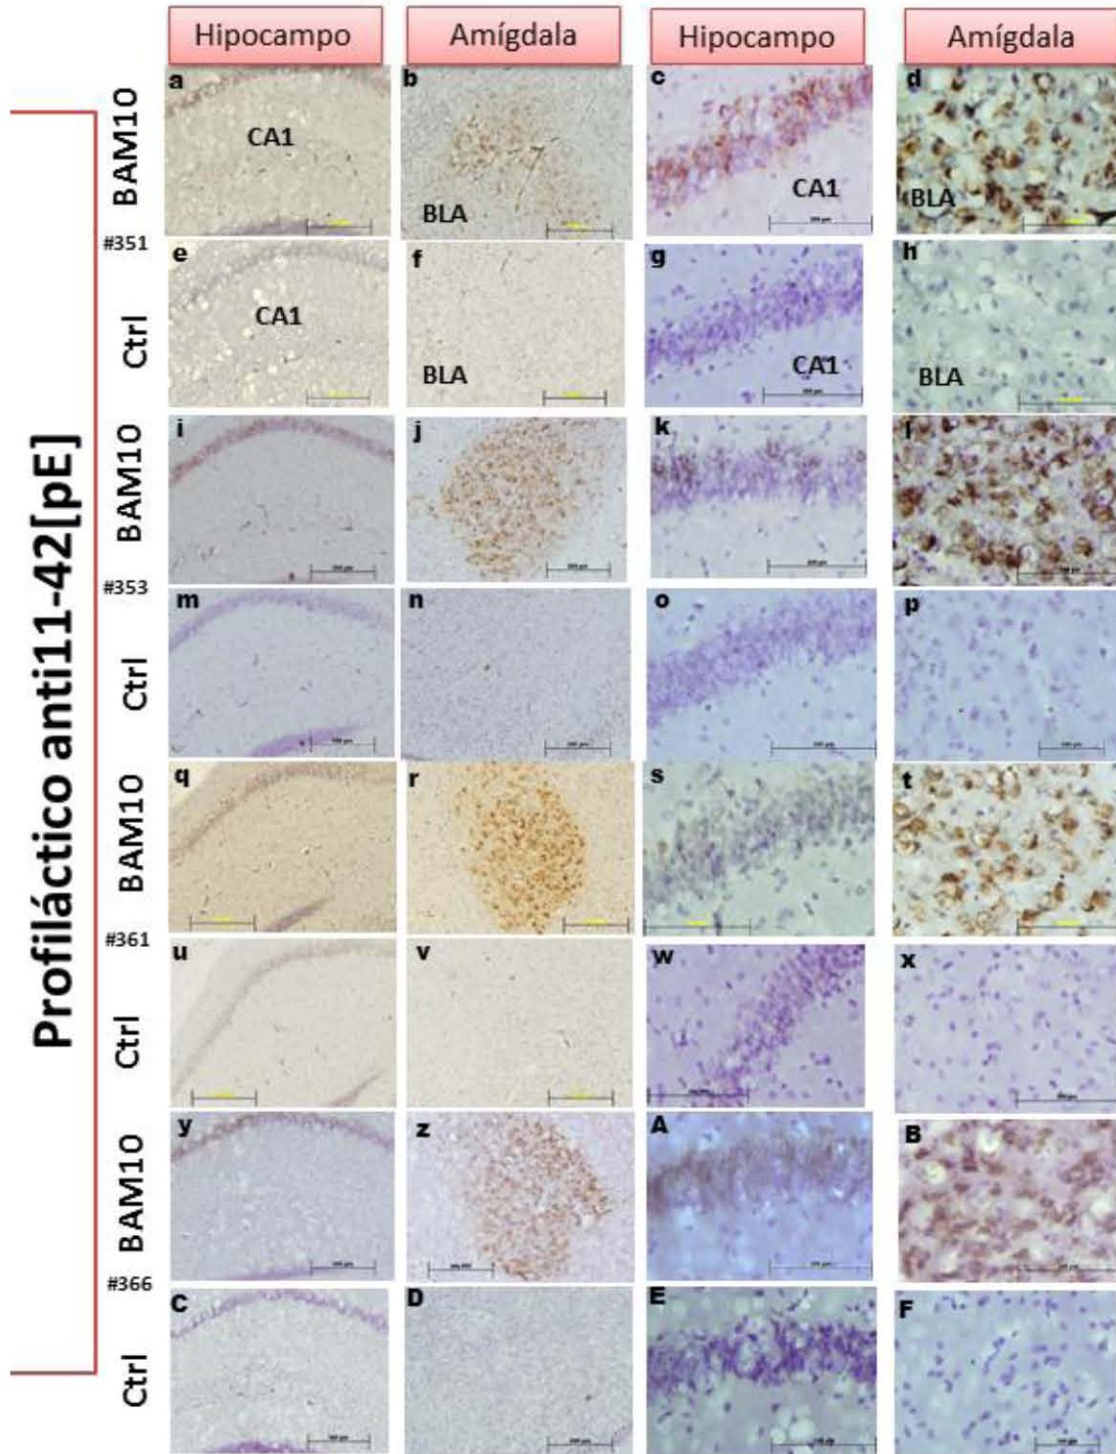 Hipocampo
Amígdala
Hipocampo
Amígdala
Profiláctico anti11-42[pE]
BAM10
a
CA1
b
BLA
c
CA1
d
BLA
#351
Ctrl
e
CA1
f
BLA
g
CA1
h
BLA
BAM10
i
j
k
l
#353
Ctrl
m
n
o
p
BAM10
q
r
s
t
#361
Ctrl
u
v
w
x
BAM10
y
z
A
B
#366
Ctrl
C
D
E
F